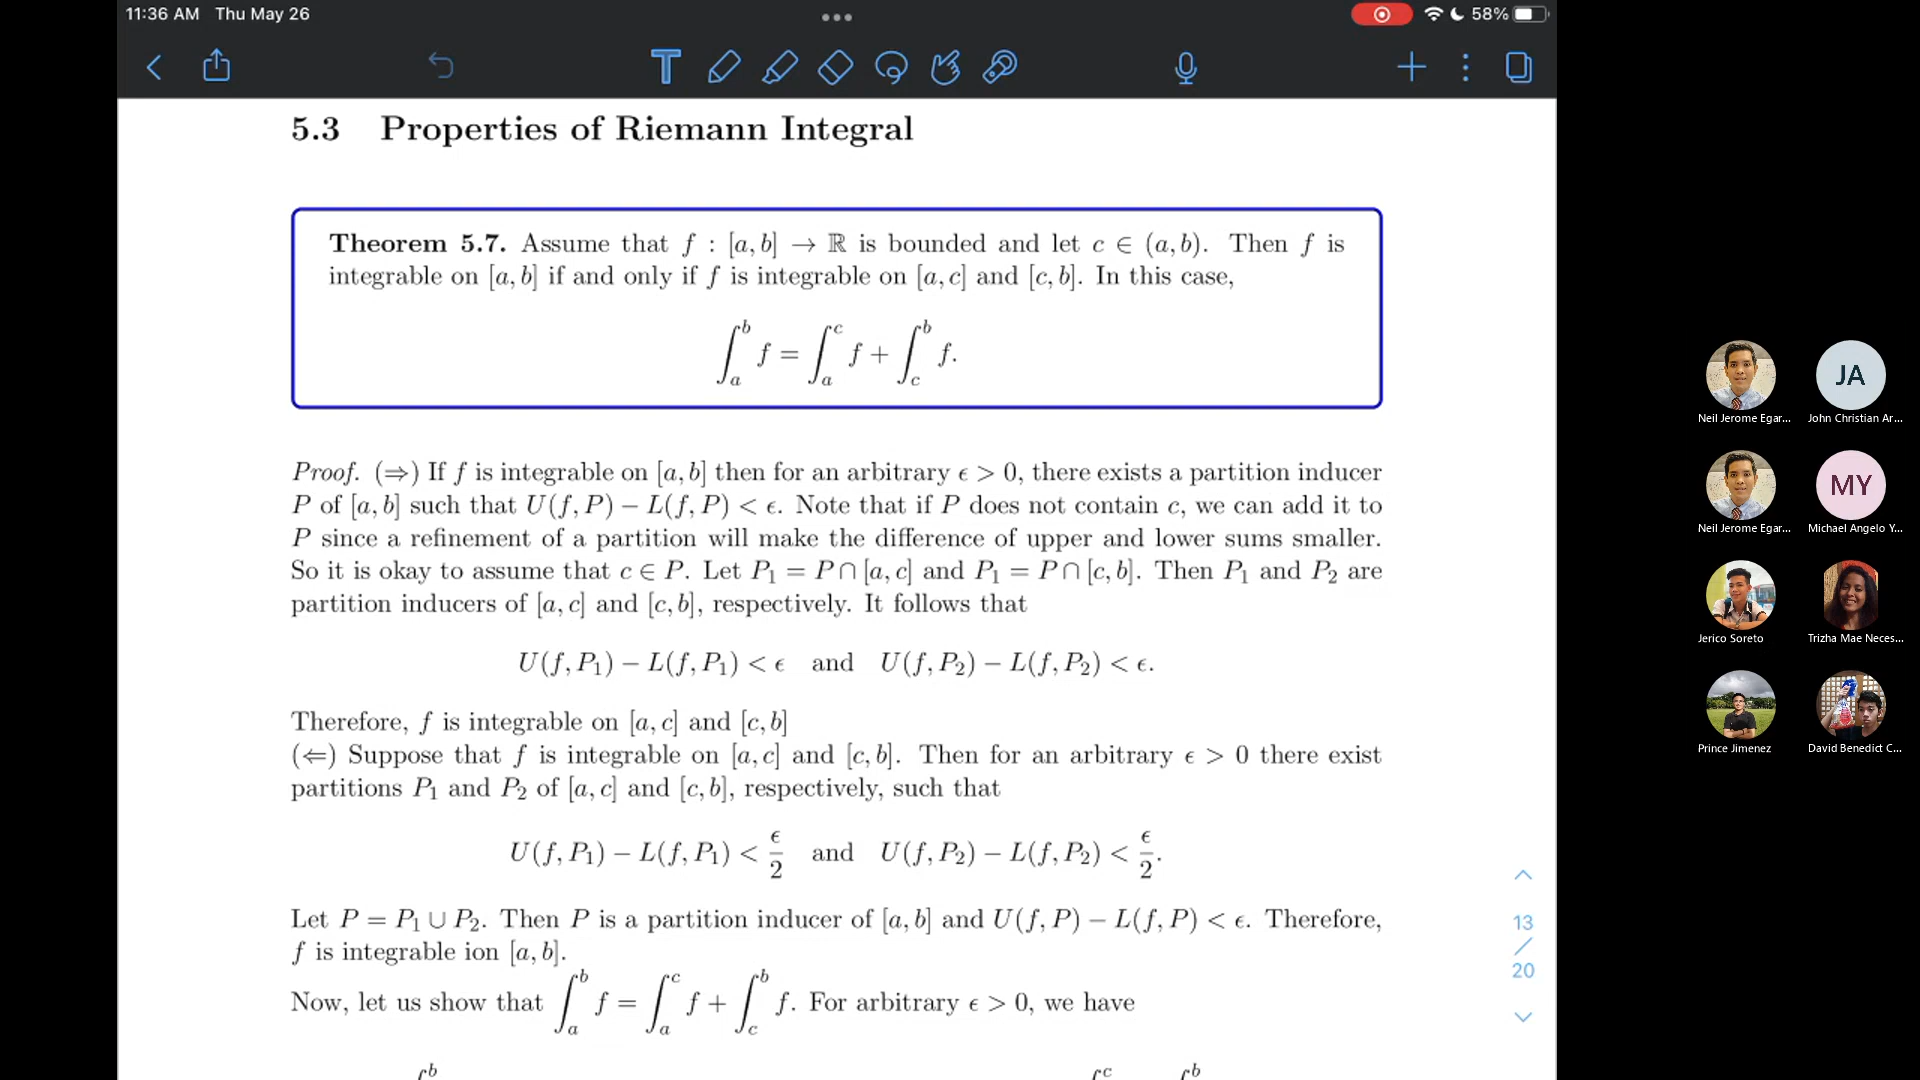 11:36 AM Thu May 26
58%
5.3 Properties of Riemann Integral
Theorem 5.7. Assume that f : [a, b] → ℝ is bounded and let c ∈ (a, b). Then f is
integrable on [a, b] if and only if f is integrable on [a, c] and [c, b]. In this case,
∫_a^b f = ∫_a^c f + ∫_c^b f.
Proof. (⇒) If f is integrable on [a, b] then for an arbitrary ϵ > 0, there exists a partition inducer
P of [a, b] such that U(f, P) − L(f, P) < ϵ. Note that if P does not contain c, we can add it to
P since a refinement of a partition will make the difference of upper and lower sums smaller.
So it is okay to assume that c ∈ P. Let P₁ = P ∩ [a, c] and P₁ = P ∩ [c, b]. Then P₁ and P₂ are
partition inducers of [a, c] and [c, b], respectively. It follows that
U(f, P₁) − L(f, P₁) < ϵ and U(f, P₂) − L(f, P₂) < ϵ.
Therefore, f is integrable on [a, c] and [c, b]
(⇐) Suppose that f is integrable on [a, c] and [c, b]. Then for an arbitrary ϵ > 0 there exist
partitions P₁ and P₂ of [a, c] and [c, b], respectively, such that
U(f, P₁) − L(f, P₁) < ϵ/2 and U(f, P₂) − L(f, P₂) < ϵ/2.
Let P = P₁ ∪ P₂. Then P is a partition inducer of [a, b] and U(f, P) − L(f, P) < ϵ. Therefore,
f is integrable ion [a, b].
Now, let us show that ∫_a^b f = ∫_a^c f + ∫_c^b f. For arbitrary ϵ > 0, we have
13
/
20
Neil Jerome Egar...
JA
John Christian Ar...
Neil Jerome Egar...
MY
Michael Angelo Y...
Jerico Soreto
Trizha Mae Neces...
Prince Jimenez
David Benedict C...